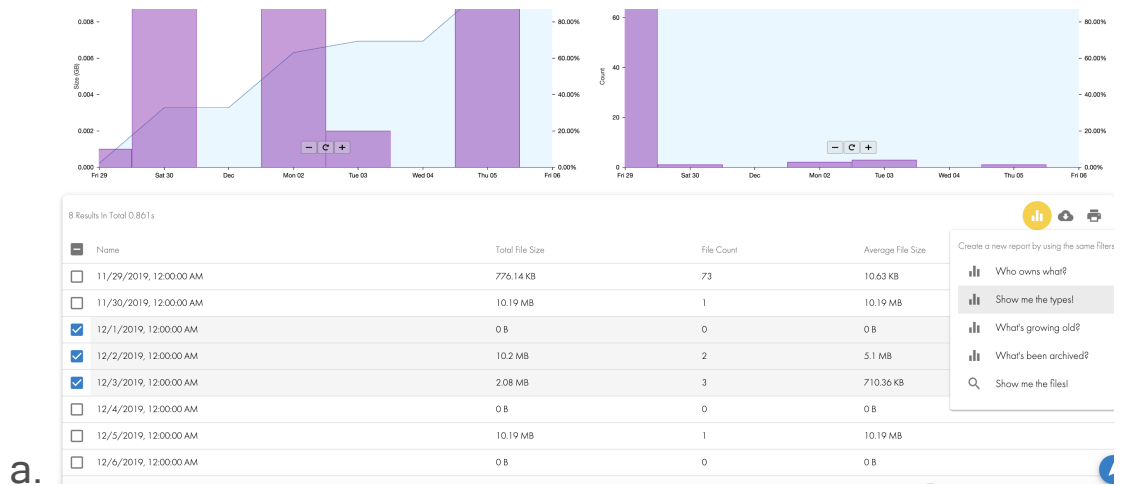 0.008
80.00%
0.006
60.00%
Size (GB)
0.004
40.00%
0.002
20.00%
0.000
0.00%
Fri 29 Sat 30 Dec Mon 02 Tue 03 Wed 04 Thu 05 Fri 06
60
80.00%
60.00%
Count
40
40.00%
20
20.00%
0
0.00%
Fri 29 Sat 30 Dec Mon 02 Tue 03 Wed 04 Thu 05 Fri 06
8 Results In Total 0.861s
Name Total File Size File Count Average File Size
11/29/2019, 12:00:00 AM 776.14 KB 73 10.63 KB
11/30/2019, 12:00:00 AM 10.19 MB 1 10.19 MB
12/1/2019, 12:00:00 AM 0 B 0 0 B
12/2/2019, 12:00:00 AM 10.2 MB 2 5.1 MB
12/3/2019, 12:00:00 AM 2.08 MB 3 710.36 KB
12/4/2019, 12:00:00 AM 0 B 0 0 B
12/5/2019, 12:00:00 AM 10.19 MB 1 10.19 MB
12/6/2019, 12:00:00 AM 0 B 0 0 B
Create a new report by using the same filters
Who owns what?
Show me the types!
What's growing old?
What's been archived?
Show me the files!
a.